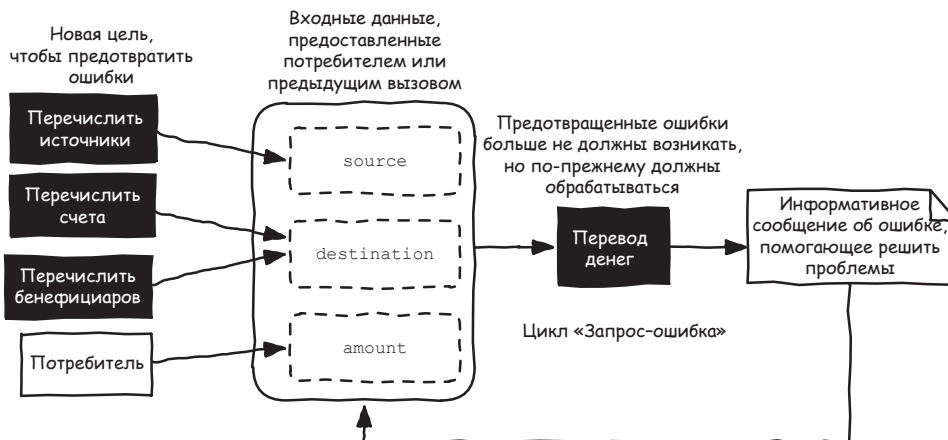 Новая цель,
чтобы предотвратить
ошибки
Входные данные,
предоставленные
потребителем или
предыдущим вызовом
Перечислить
источники
Перечислить
счета
Перечислить
бенефициаров
Потребитель
source
destination
amount
Предотвращенные ошибки
больше не должны возникать,
но по-прежнему должны
обрабатываться
Перевод
денег
Цикл «Запрос–ошибка»
Информативное
сообщение об ошибке,
помогающее решить
проблемы